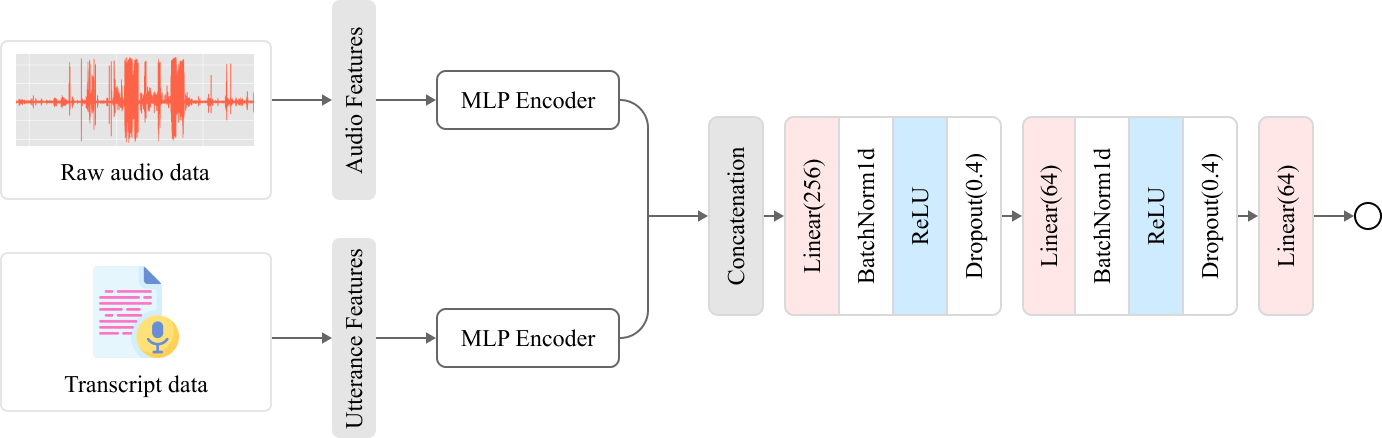 Raw audio data
Audio Features
MLP Encoder
Transcript data
Utterance Features
MLP Encoder
Concatenation
Linear(256)
BatchNorm1d
ReLU
Dropout(0.4)
Linear(64)
BatchNorm1d
ReLU
Dropout(0.4)
Linear(64)